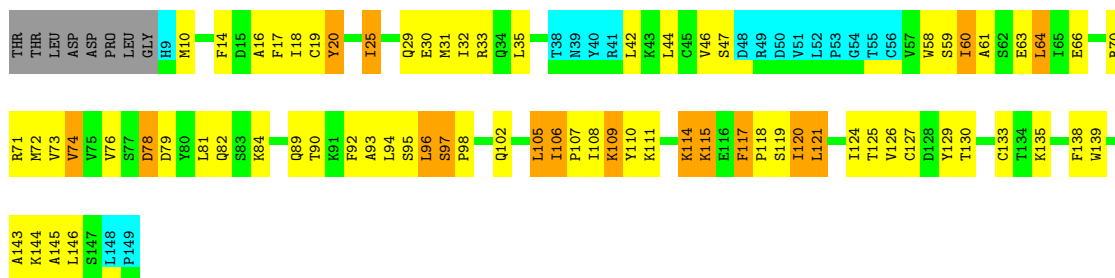 THR THR LEU ASP ASP PRO LEU GLY H9 M10 F14 D15 A16 F17 I18 C19 Y20 I25 Q29 E30 M31 I32 R33 Q34 L35 T38 N39 Y40 R41 L42 K43 L44 C45 V46 S47 D48 R49 D50 V51 L52 P53 G54 T55 C56 V57 W58 S59 I60 A61 S62 E63 L64 I65 E66 R70
R71 M72 V73 V74 V75 V76 S77 D78 D79 Y80 L81 Q82 S83 K84 Q89 T90 K91 F92 A93 L94 S95 L96 S97 P98 Q102 L105 I106 P107 I108 K109 Y110 K111 K114 K115 E116 F117 P118 S119 I120 L121 I124 T125 V126 C127 D128 Y129 T130 C133 T134 K135 F138 W139
A143 K144 A145 L146 S147 L148 P149